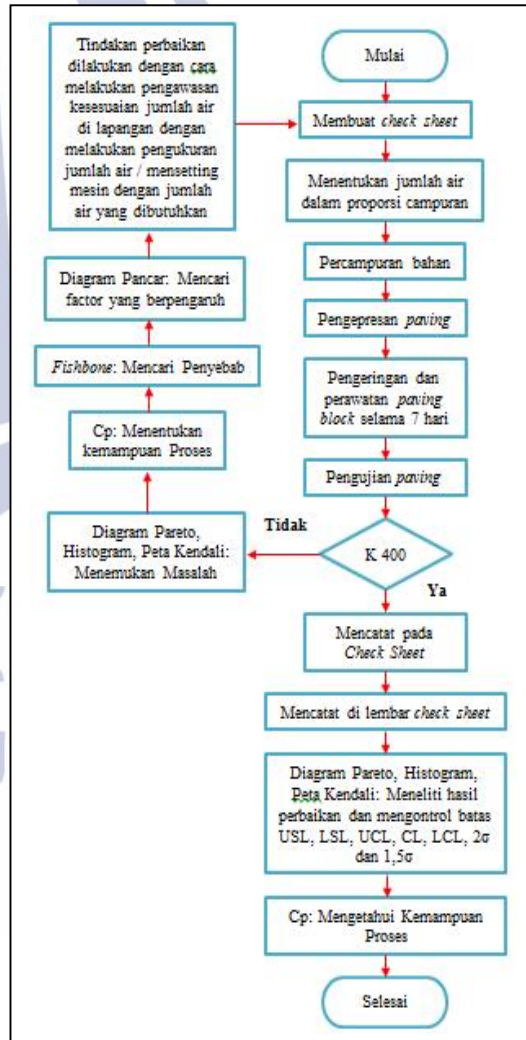 Mulai
Membuat check sheet
Menentukan jumlah air
dalam proporsi campuran
Percampuran bahan
Pengepresan paving
Pengeringan dan
perawatan paving
block selama 7 hari
Pengujian paving
K 400
Tidak
Ya
Diagram Pareto,
Histogram, Peta Kendali:
Menemukan Masalah
Cp: Menentukan
kemampuan Proses
Fishbone: Mencari Penyebab
Diagram Pancar: Mencari
factor yang berpengaruh
Tindakan perbaikan
dilakukan dengan cara
melakukan pengawasan
kesesuaian jumlah air
di lapangan dengan
melakukan pengukuran
jumlah air / mensetting
mesin dengan jumlah
air yang dibutuhkan
Mencatat pada
Check Sheet
Mencatat di lembar check sheet
Diagram Pareto, Histogram,
Peta Kendali: Meneliti hasil
perbaikan dan mengontrol batas
USL, LSL, UCL, CL, LCL, 2σ
dan 1,5σ
Cp: Mengetahui Kemampuan
Proses
Selesai